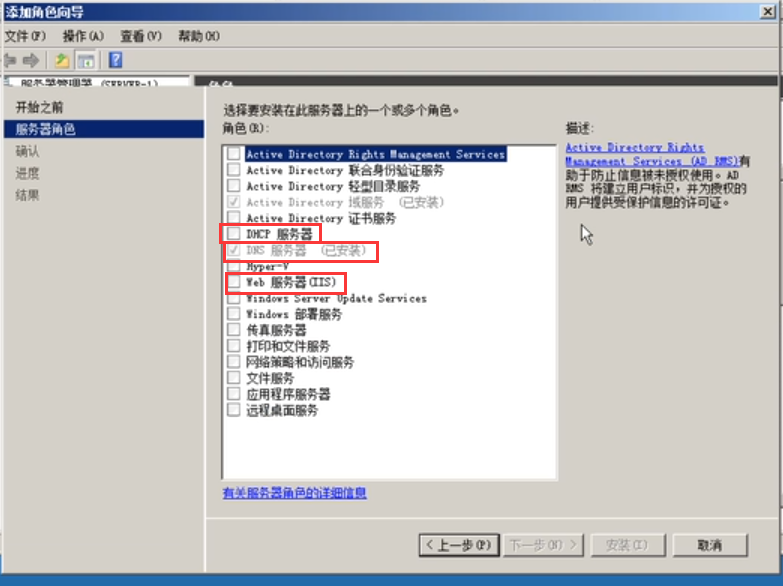 添加角色向导
文件(F) 操作(A) 查看(V) 帮助(H)
服务器管理器 (SERVER-1)
角色
开始之前
服务器角色
确认
进度
结果
选择要安装在此服务器上的一个或多个角色。
角色(R):
Active Directory Rights Management Services
Active Directory 联合身份验证服务
Active Directory 轻型目录服务
Active Directory 域服务 (已安装)
Active Directory 证书服务
DHCP 服务器
DNS 服务器 (已安装)
Hyper-V
Web 服务器(IIS)
Windows Server Update Services
Windows 部署服务
传真服务器
打印和文件服务
网络策略和访问服务
文件服务
应用程序服务器
远程桌面服务
有关服务器角色的详细信息
描述:
Active Directory Rights
Management Services (AD RMS)有
助于防止信息被未授权使用。AD
RMS 将建立用户标识，并为授权的
用户提供受保护信息的许可证。
< 上一步(P) 下一步(N) > 安装(I) 取消